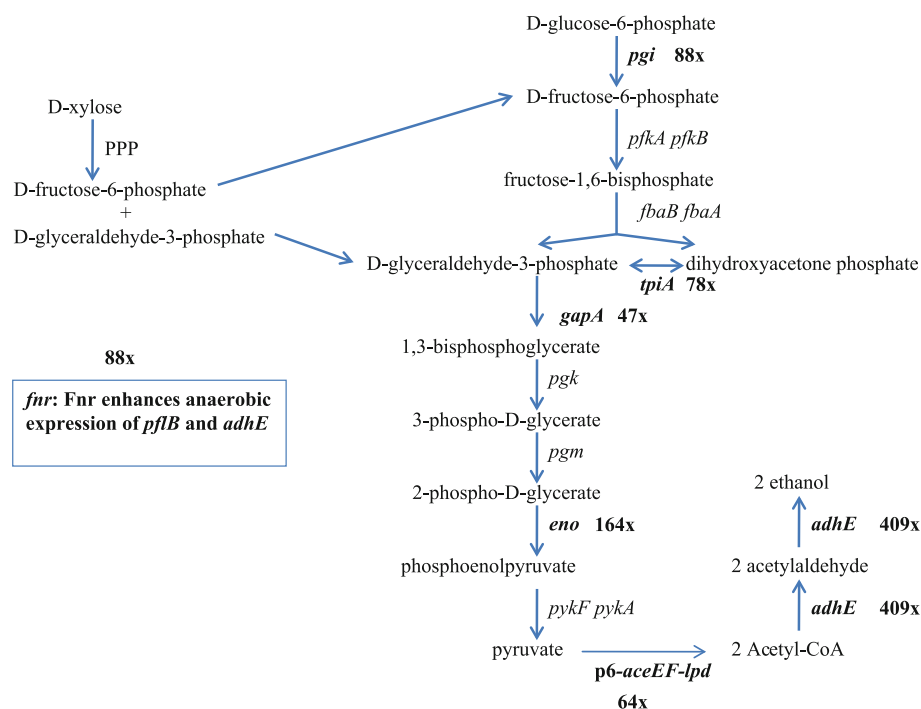 D-glucose-6-phosphate
pgi 88x
D-fructose-6-phosphate
D-xylose
PPP
pfkA pfkB
D-fructose-6-phosphate
+
D-glyceraldehyde-3-phosphate
fructose-1,6-bisphosphate
fbaB fbaA
D-glyceraldehyde-3-phosphate
dihydroxyacetone phosphate
tpiA 78x
gapA 47x
1,3-bisphosphoglycerate
88x
fnr: Fnr enhances anaerobic
expression of pflB and adhE
pgk
3-phospho-D-glycerate
pgm
2-phospho-D-glycerate
eno 164x
phosphoenolpyruvate
pykF pykA
pyruvate
p6-aceEF-lpd
64x
2 Acetyl-CoA
adhE 409x
2 acetylaldehyde
adhE 409x
2 ethanol